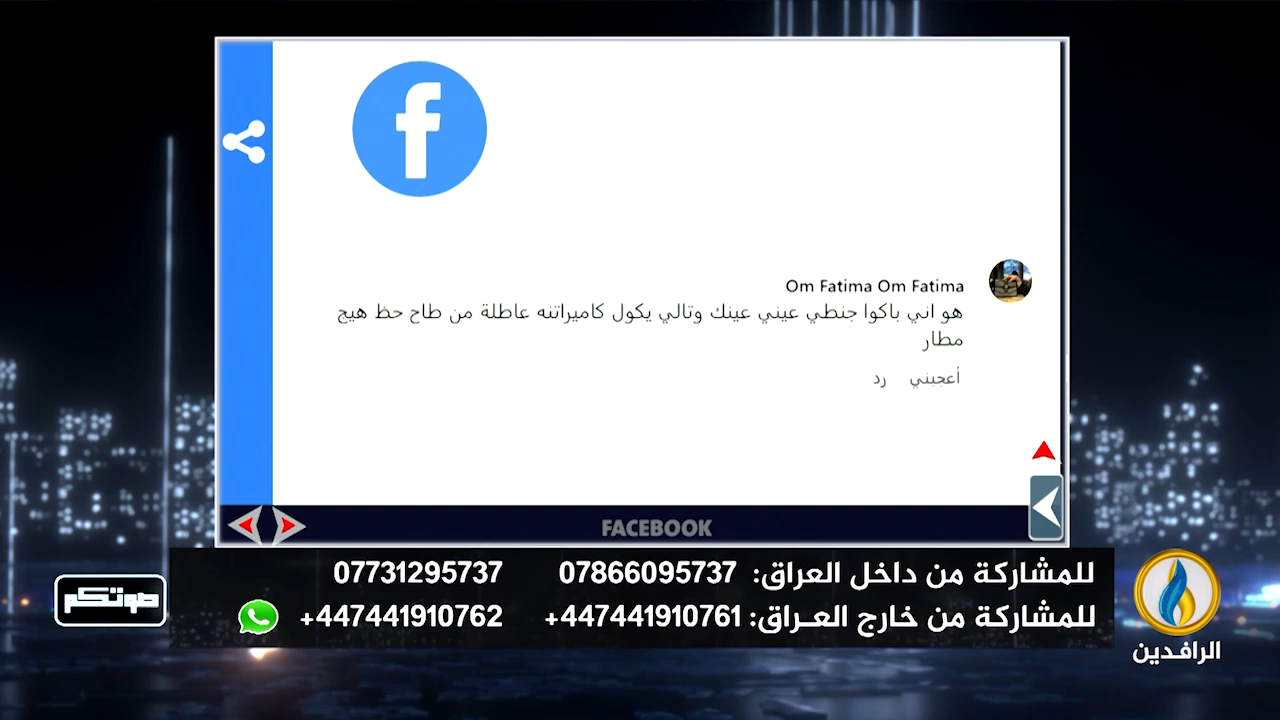 Om Fatima Om Fatima
هو اني باكوا جنطي عيني عينك وتالي يكول كاميراتنه عاطلة من طاح حظ هيج
مطار
أعجبني رد
FACEBOOK
للمشاركة من داخل العراق: 07866095737 07731295737
للمشاركة من خارج العـراق: 447441910761+ 447441910762+
صوتكم
الرافدين